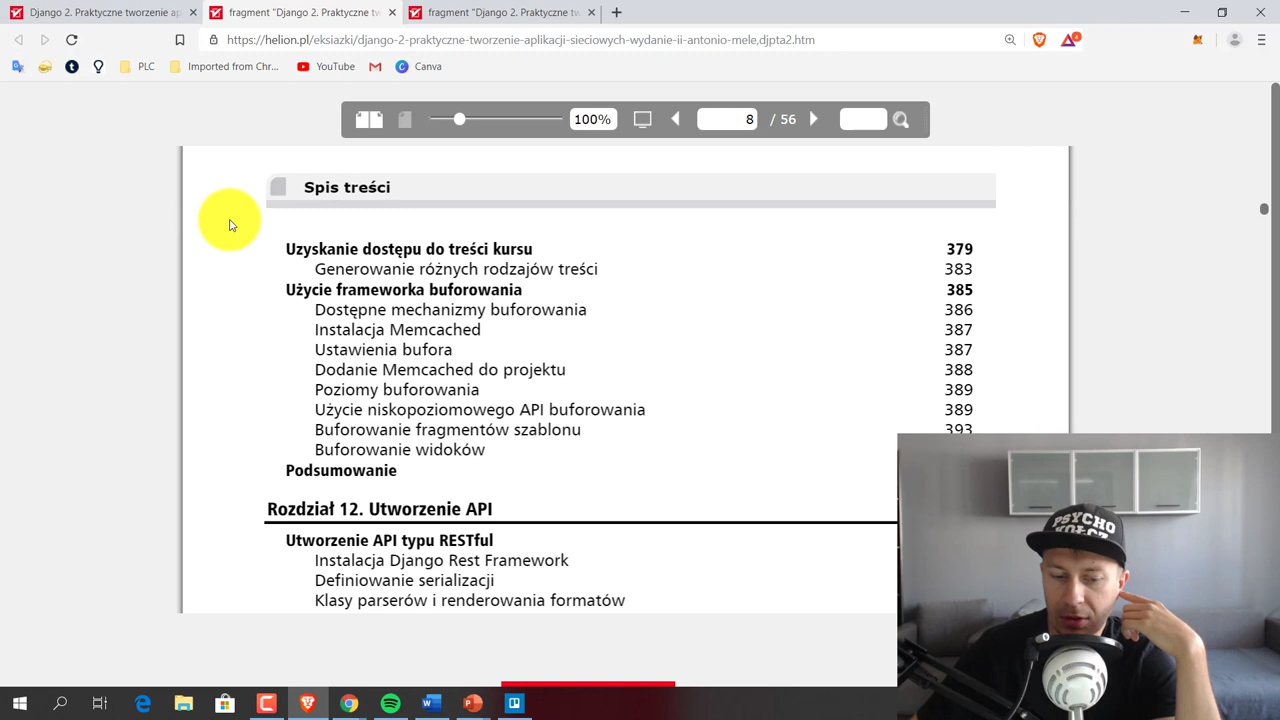 Django 2. Praktyczne tworzenie ap
fragment "Django 2. Praktyczne tw
fragment "Django 2. Praktyczne tw
https://helion.pl/eksiazki/django-2-praktyczne-tworzenie-aplikacji-sieciowych-wydanie-ii-antonio-mele,djpta2.htm
4
PLC
Imported from Chr...
YouTube
Canva
100%
8 / 56
Spis treści
Uzyskanie dostępu do treści kursu 379
Generowanie różnych rodzajów treści 383
Użycie frameworka buforowania 385
Dostępne mechanizmy buforowania 386
Instalacja Memcached 387
Ustawienia bufora 387
Dodanie Memcached do projektu 388
Poziomy buforowania 389
Użycie niskopoziomowego API buforowania 389
Buforowanie fragmentów szablonu 393
Buforowanie widoków
Podsumowanie
Rozdział 12. Utworzenie API
Utworzenie API typu RESTful
Instalacja Django Rest Framework
Definiowanie serializacji
Klasy parserów i renderowania formatów
PSYCHO
KOŁCZ